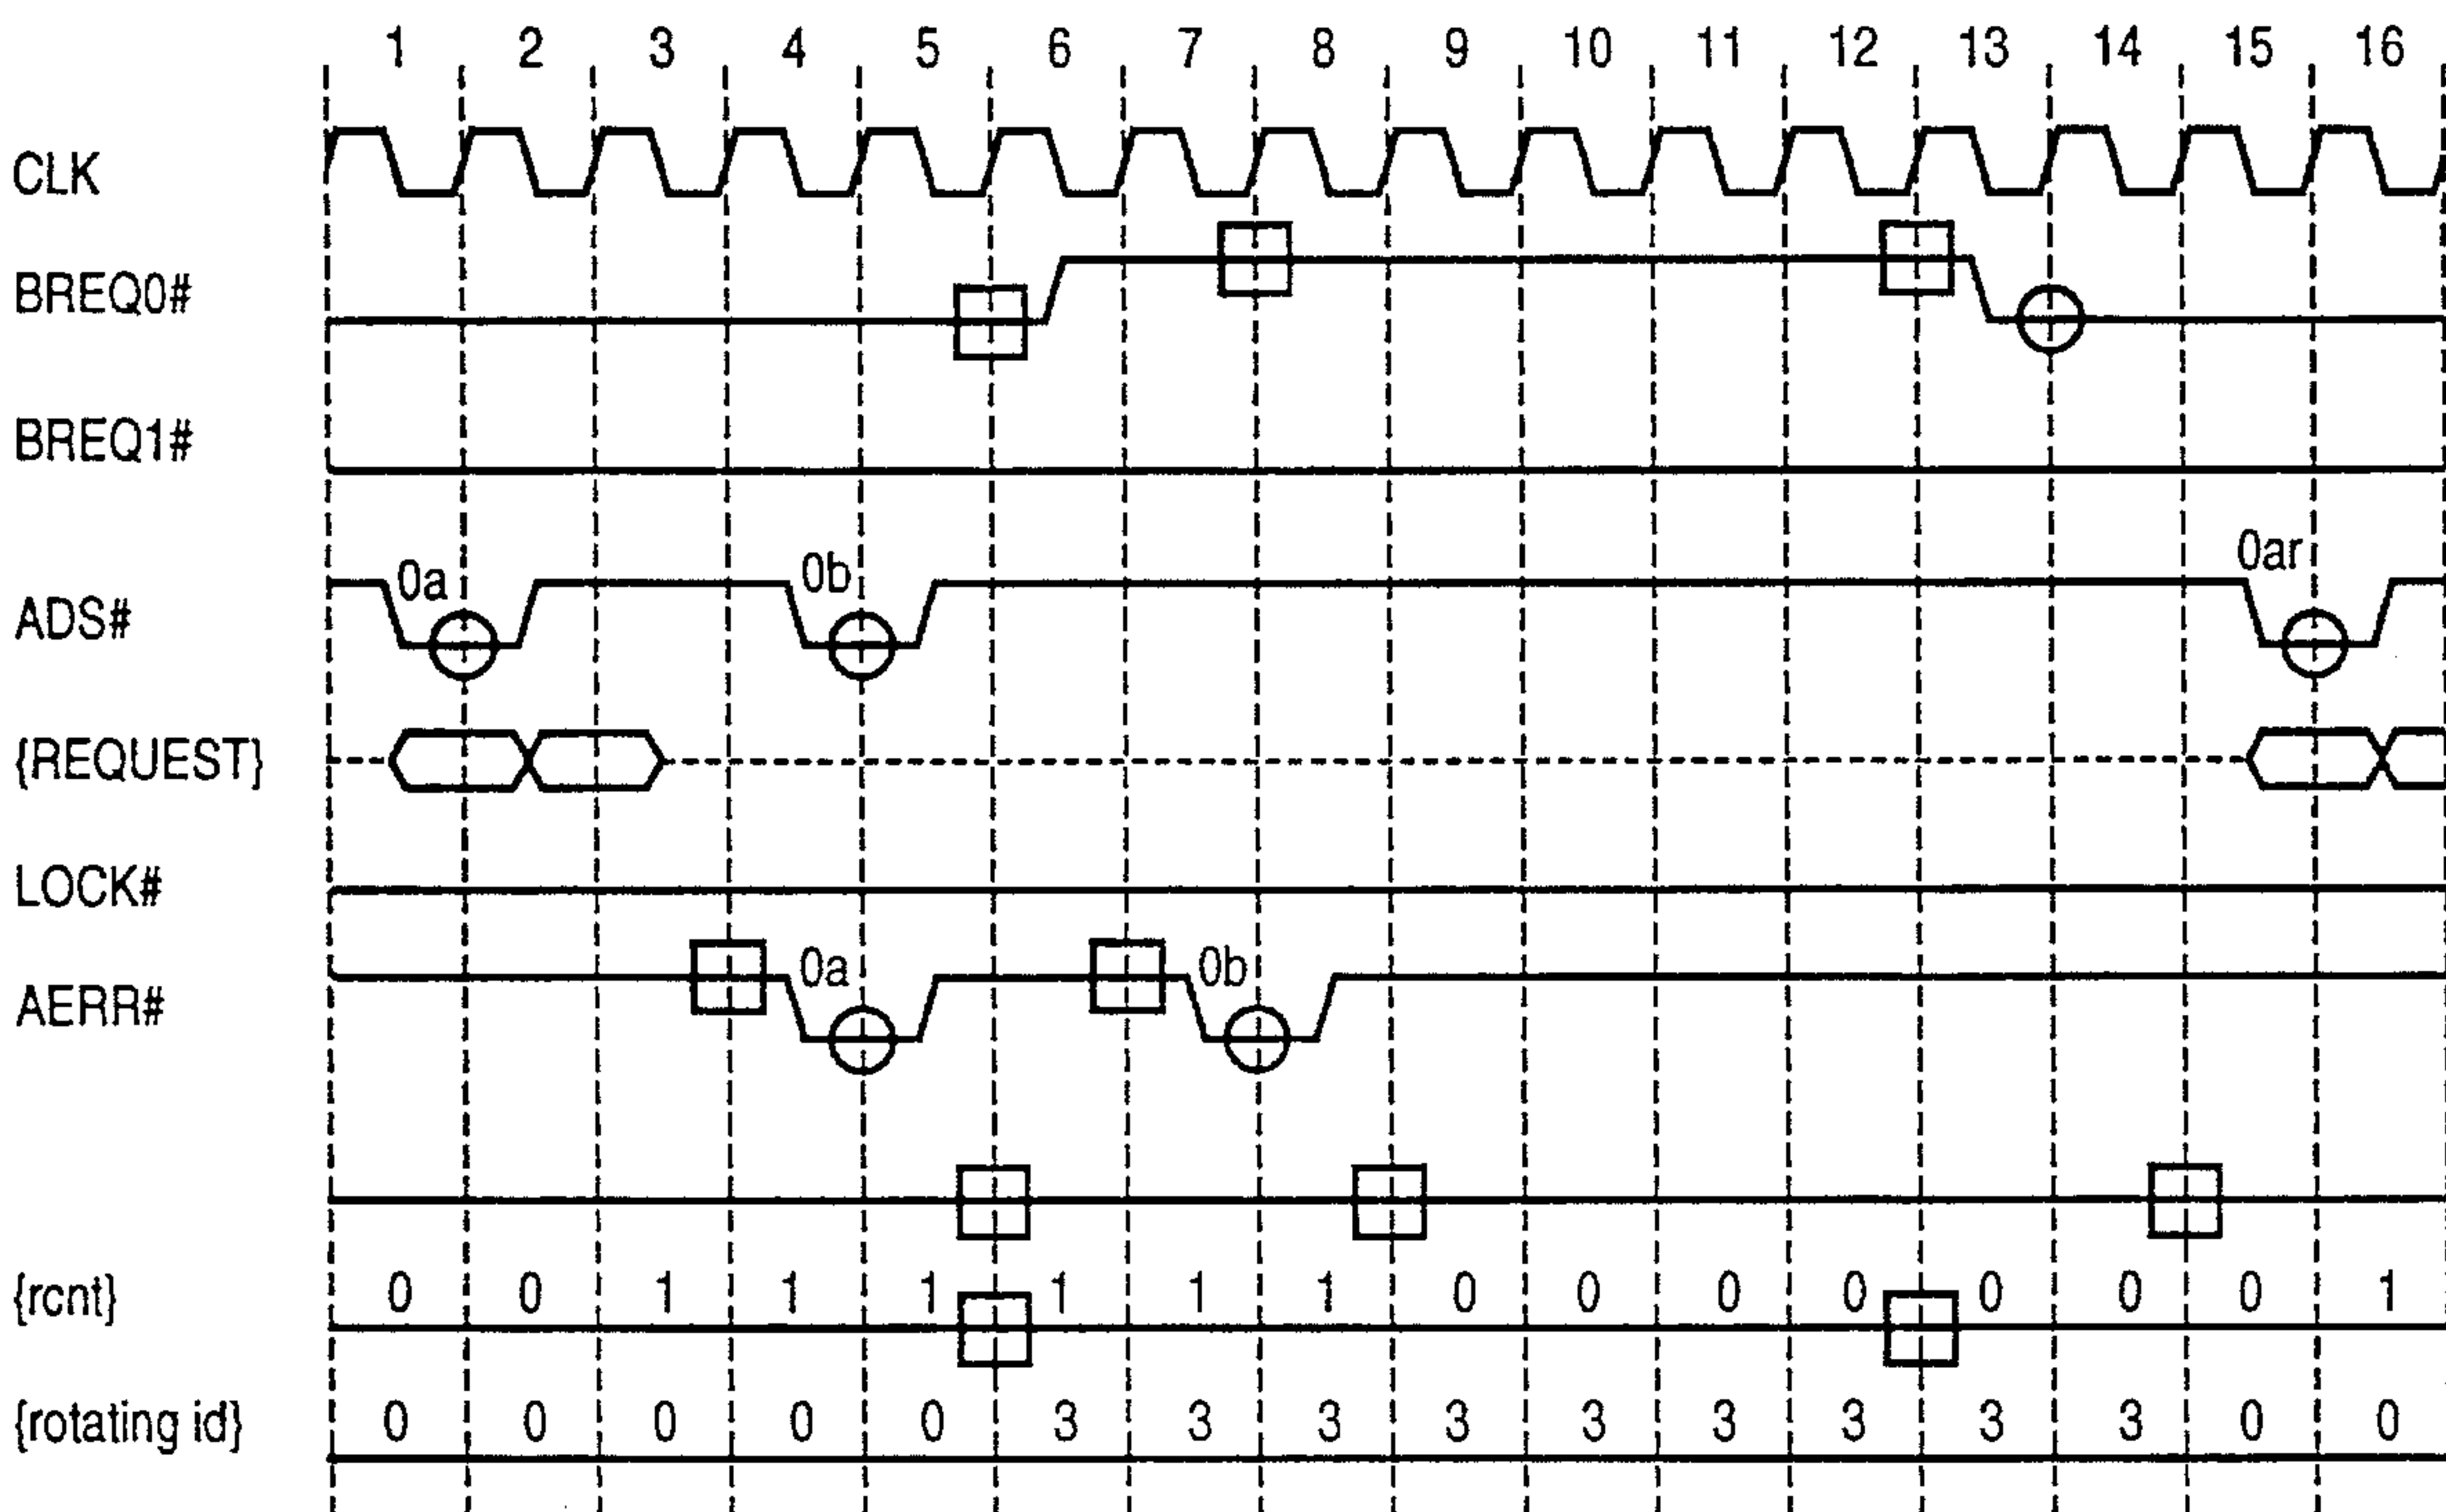 1 2 3 4 5 6 7 8 9 10 11 12 13 14 15 16
CLK
BREQ0#
BREQ1#
ADS# 0a 0b 0ar
{REQUEST}
LOCK#
AERR# 0a 0b
{rcnt} 0 0 1 1 1 1 1 1 0 0 0 0 0 0 0 1
{rotating id} 0 0 0 0 0 3 3 3 3 3 3 3 3 3 0 0